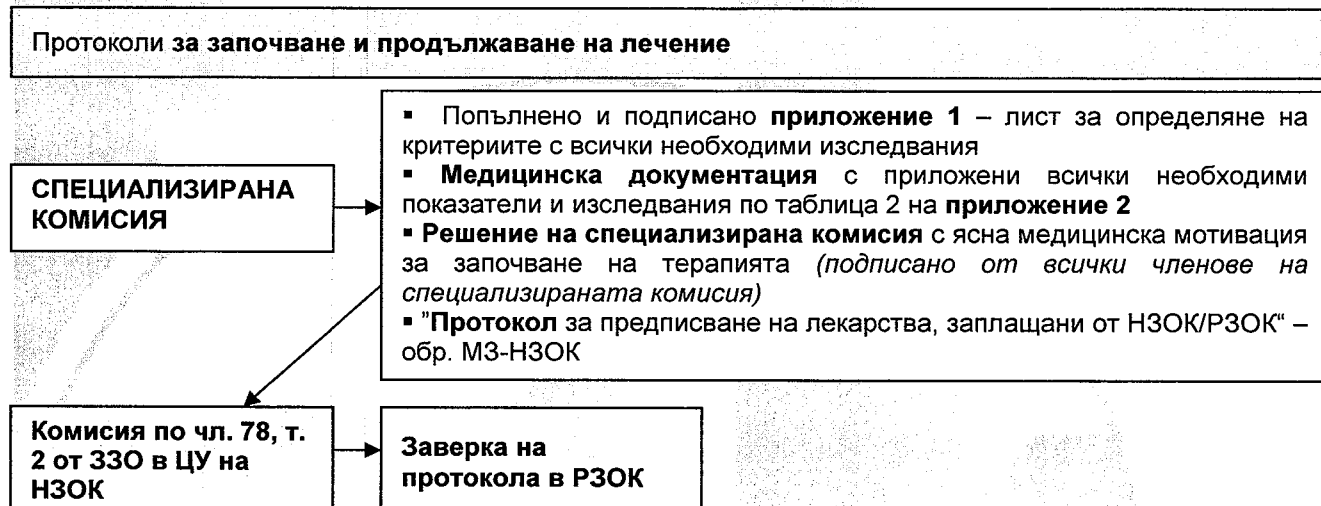 Протоколи за започване и продължаване на лечение
СПЕЦИАЛИЗИРАНА
КОМИСИЯ
▪ Попълнено и подписано приложение 1 – лист за определяне на
критериите с всички необходими изследвания
▪ Медицинска документация с приложени всички необходими
показатели и изследвания по таблица 2 на приложение 2
▪ Решение на специализирана комисия с ясна медицинска мотивация
за започване на терапията (подписано от всички членове на
специализираната комисия)
▪ "Протокол за предписване на лекарства, заплащани от НЗОК/РЗОК“ –
обр. МЗ-НЗОК
Комисия по чл. 78, т.
2 от ЗЗО в ЦУ на
НЗОК
Заверка на
протокола в РЗОК